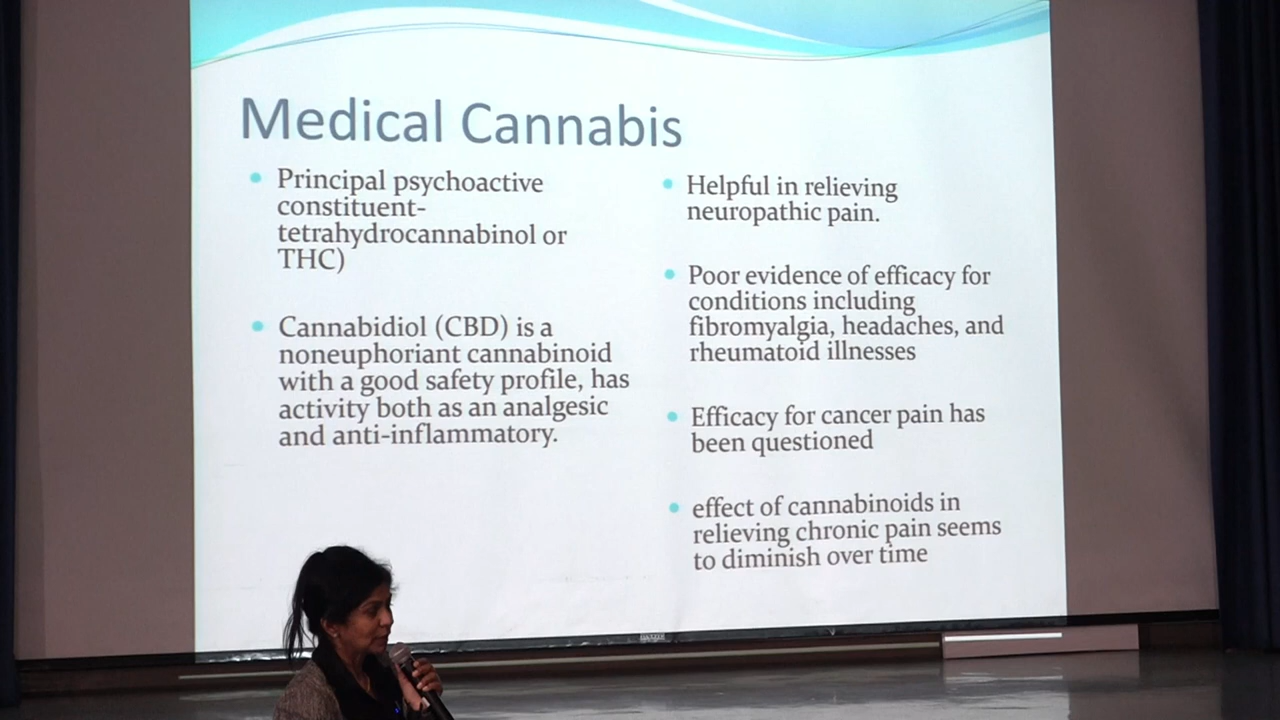 Medical Cannabis
Principal psychoactive
constituent-
tetrahydrocannabinol or
THC)
Cannabidiol (CBD) is a
noneuphoriant cannabinoid
with a good safety profile, has
activity both as an analgesic
and anti-inflammatory.
Helpful in relieving
neuropathic pain.
Poor evidence of efficacy for
conditions including
fibromyalgia, headaches, and
rheumatoid illnesses
Efficacy for cancer pain has
been questioned
effect of cannabinoids in
relieving chronic pain seems
to diminish over time